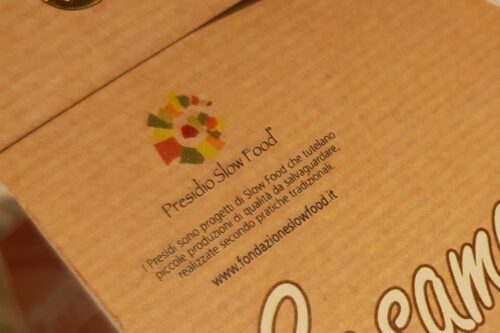 Presidio Slow Food®
I Presidi sono progetti di Slow Food che tutelano
piccole produzioni di qualità da salvaguardare,
realizzate secondo pratiche tradizionali.
www.fondazioneslowfood.it